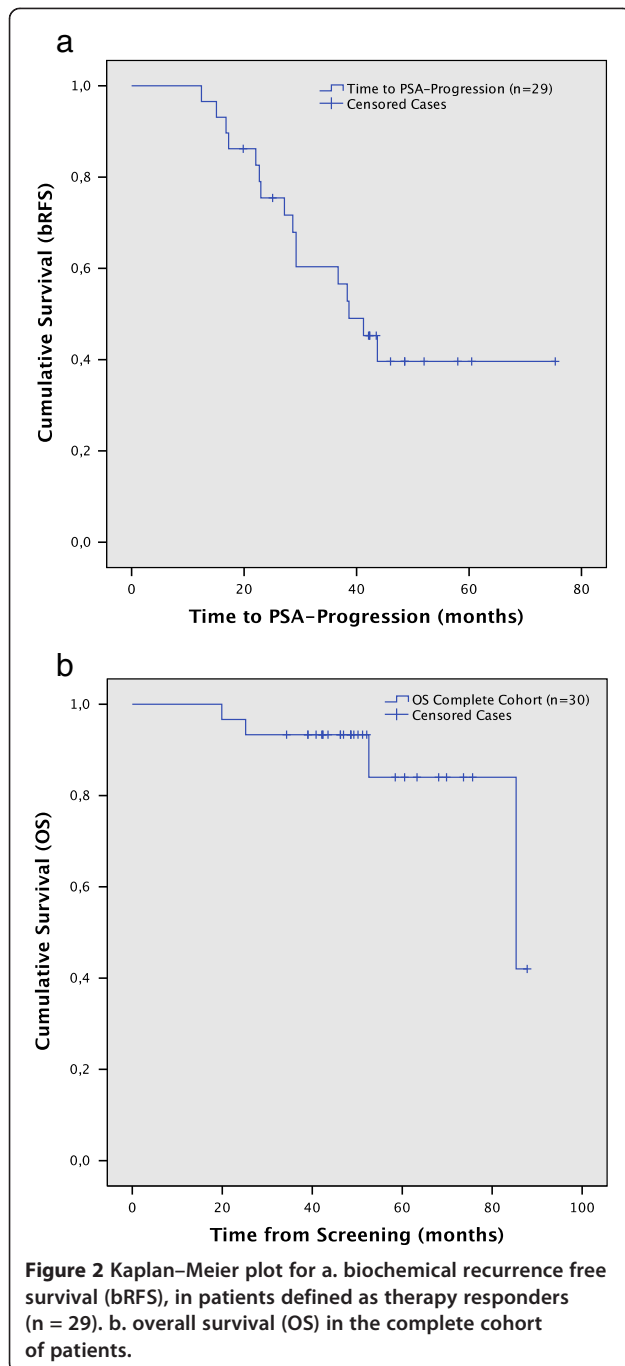 a
1,0
0,8
0,6
0,4
0,2
0,0
Cumulative Survival (bRFS)
Time to PSA-Progression (n=29)
Censored Cases
0 20 40 60 80
Time to PSA-Progression (months)
b
1,0
0,8
0,6
0,4
0,2
0,0
Cumulative Survival (OS)
OS Complete Cohort (n=30)
Censored Cases
0 20 40 60 80 100
Time from Screening (months)
Figure 2 Kaplan–Meier plot for a. biochemical recurrence free
survival (bRFS), in patients defined as therapy responders
(n = 29). b. overall survival (OS) in the complete cohort
of patients.